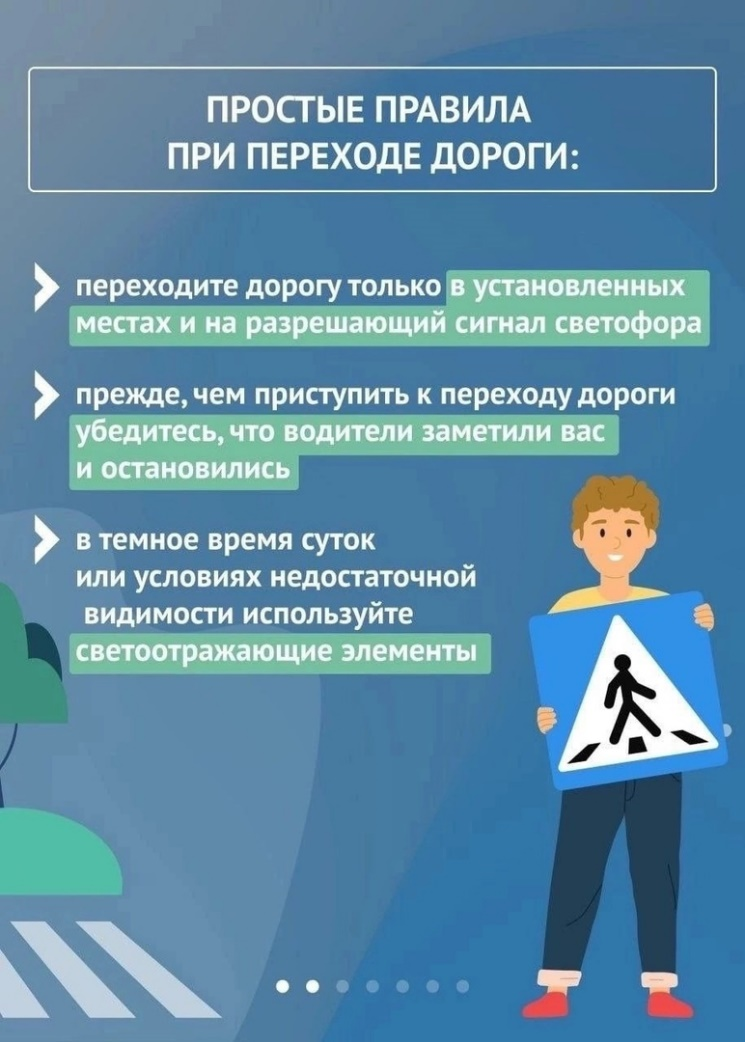 ПРОСТЫЕ ПРАВИЛА
ПРИ ПЕРЕХОДЕ ДОРОГИ:
переходите дорогу только в установленных
местах и на разрешающий сигнал светофора
прежде, чем приступить к переходу дороги
убедитесь, что водители заметили вас
и остановились
в темное время суток
или условиях недостаточной
видимости используйте
светоотражающие элементы